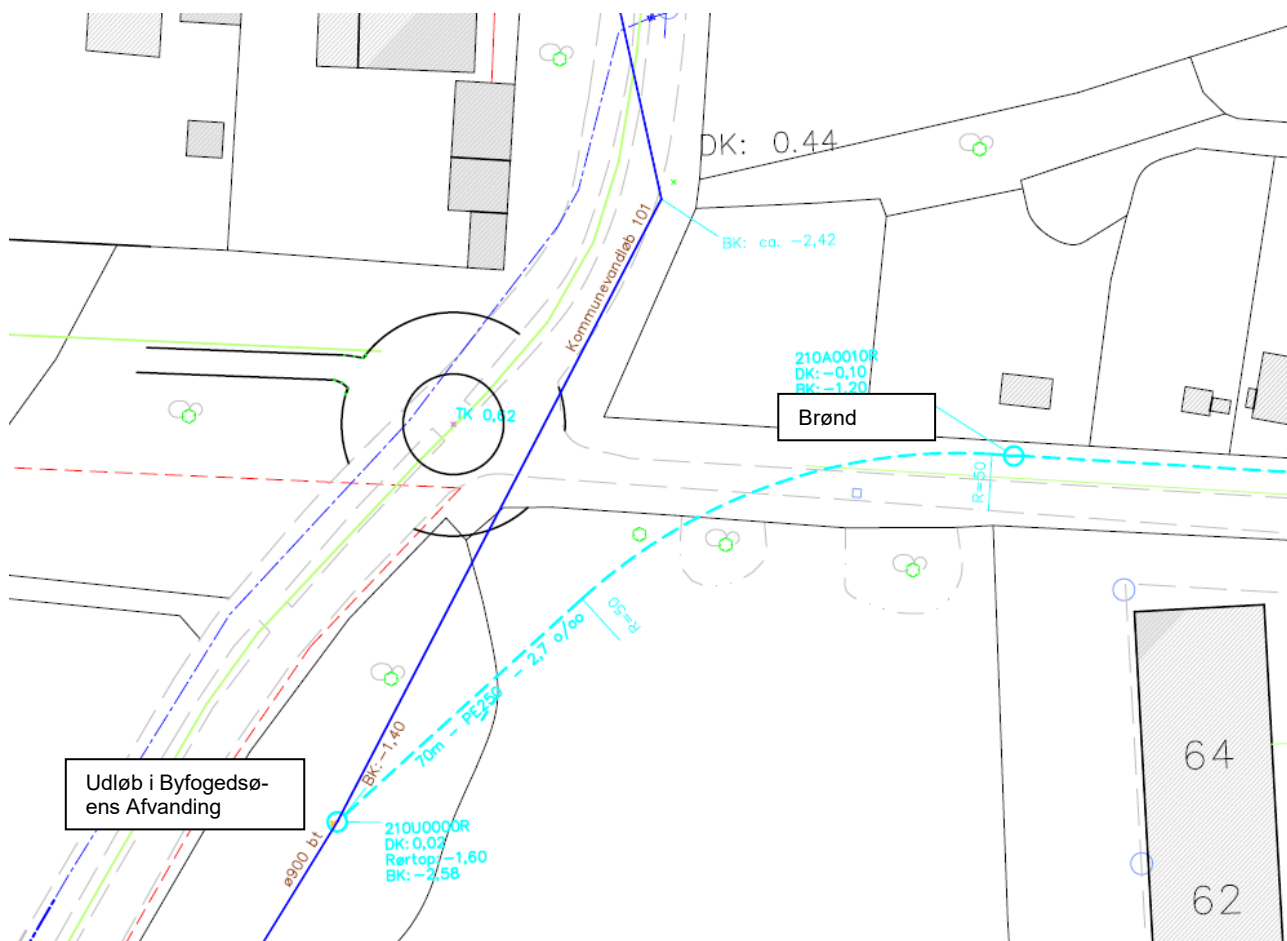 DK: 0.44
Kommunevandløb 101
BK: ca. -2,42
210A0010R
DK: -0,10
BK: -1,20
Brønd
TK 0,62
R=50
R=50
70m - PE250 - 2,7 o/oo
BK: -1,40
Udløb i Byfogedsø-
ens Afvanding
210U0000R
DK: 0,02
Rørtop: -1,60
BK: -2,58
ø900 bt
64
62